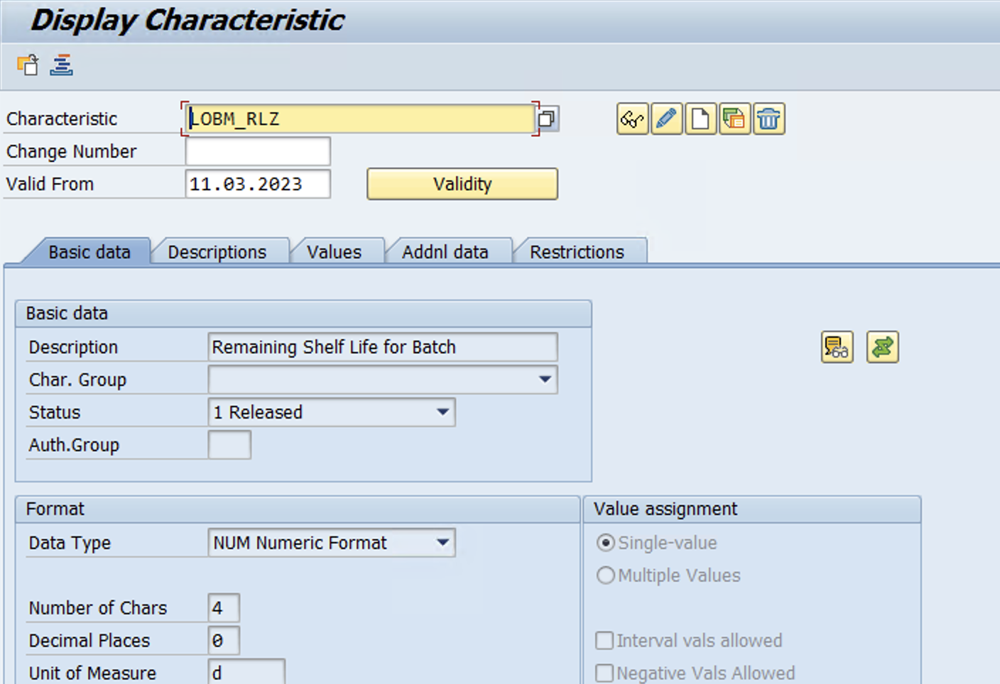 Display Characteristic
Characteristic LOBM_RLZ
Change Number
Valid From 11.03.2023 Validity
Basic data Descriptions Values Addnl data Restrictions
Basic data
Description Remaining Shelf Life for Batch
Char. Group
Status 1 Released
Auth.Group
Format Value assignment
Data Type NUM Numeric Format Single-value
Multiple Values
Number of Chars 4
Decimal Places 0 Interval vals allowed
Unit of Measure d Negative Vals Allowed